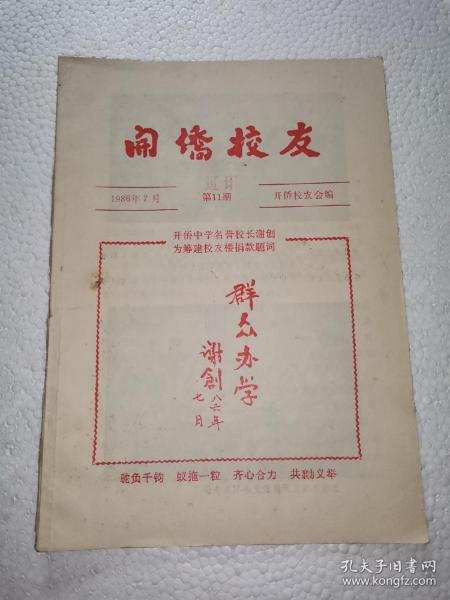 開僑校友
1986年7月
第11期
开侨校友会编
开侨中学名誉校长谢创
为筹建校友楼捐款题词
群众办学
谢創
八六年
七月
驼负千钧 蚁拖一粒 齐心合力 共襄义举
孔夫子旧书网
www.kongfz.com